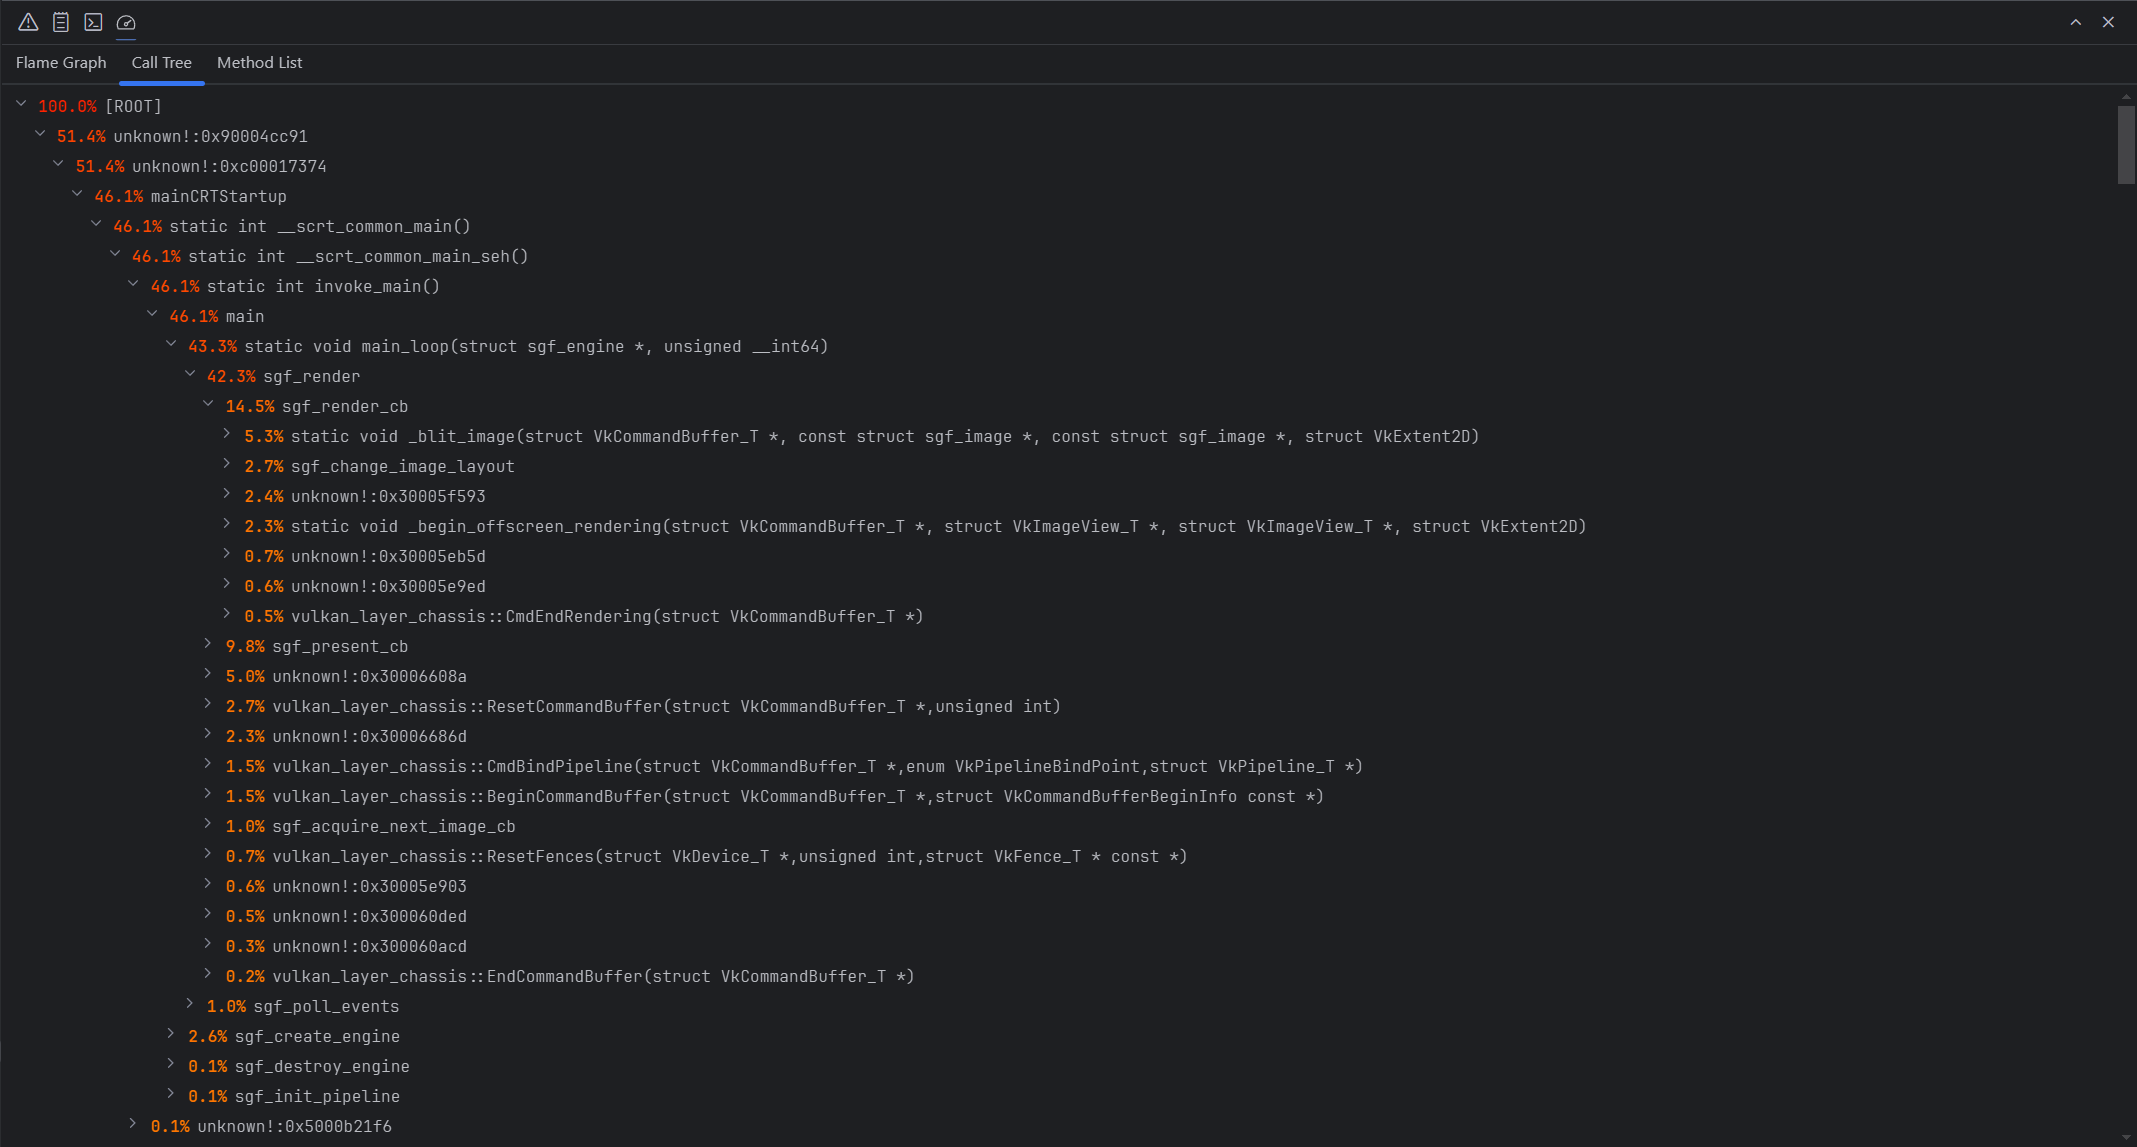 Flame Graph Call Tree Method List
100.0% [ROOT]
51.4% unknown!:0x90004cc91
51.4% unknown!:0xc00017374
46.1% mainCRTStartup
46.1% static int __scrt_common_main()
46.1% static int __scrt_common_main_seh()
46.1% static int invoke_main()
46.1% main
43.3% static void main_loop(struct sgf_engine *, unsigned __int64)
42.3% sgf_render
14.5% sgf_render_cb
5.3% static void _blit_image(struct VkCommandBuffer_T *, const struct sgf_image *, const struct sgf_image *, struct VkExtent2D)
2.7% sgf_change_image_layout
2.4% unknown!:0x30005f593
2.3% static void _begin_offscreen_rendering(struct VkCommandBuffer_T *, struct VkImageView_T *, struct VkImageView_T *, struct VkExtent2D)
0.7% unknown!:0x30005eb5d
0.6% unknown!:0x30005e9ed
0.5% vulkan_layer_chassis::CmdEndRendering(struct VkCommandBuffer_T *)
9.8% sgf_present_cb
5.0% unknown!:0x30006608a
2.7% vulkan_layer_chassis::ResetCommandBuffer(struct VkCommandBuffer_T *,unsigned int)
2.3% unknown!:0x30006686d
1.5% vulkan_layer_chassis::CmdBindPipeline(struct VkCommandBuffer_T *,enum VkPipelineBindPoint,struct VkPipeline_T *)
1.5% vulkan_layer_chassis::BeginCommandBuffer(struct VkCommandBuffer_T *,struct VkCommandBufferBeginInfo const *)
1.0% sgf_acquire_next_image_cb
0.7% vulkan_layer_chassis::ResetFences(struct VkDevice_T *,unsigned int,struct VkFence_T * const *)
0.6% unknown!:0x30005e903
0.5% unknown!:0x300060ded
0.3% unknown!:0x300060acd
0.2% vulkan_layer_chassis::EndCommandBuffer(struct VkCommandBuffer_T *)
1.0% sgf_poll_events
2.6% sgf_create_engine
0.1% sgf_destroy_engine
0.1% sgf_init_pipeline
0.1% unknown!:0x5000b21f6